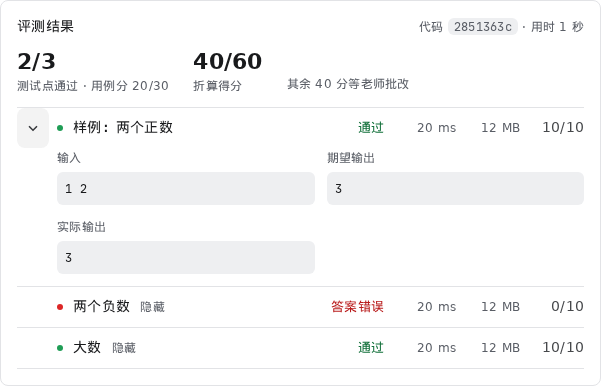 评测结果 代码 2851363c · 用时 1 秒
2/3 40/60
测试点通过 · 用例分 20/30 折算得分 其余 40 分等老师批改
样例：两个正数 通过 20 ms 12 MB 10/10
输入 期望输出
1 2 3
实际输出
3
两个负数 隐藏 答案错误 20 ms 12 MB 0/10
大数 隐藏 通过 20 ms 12 MB 10/10